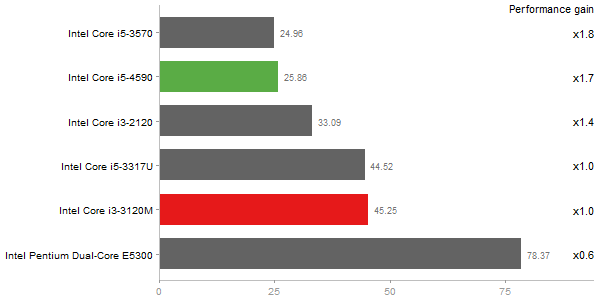 Performance gain
Intel Core i5-3570 24.96 x1.8
Intel Core i5-4590 25.86 x1.7
Intel Core i3-2120 33.09 x1.4
Intel Core i5-3317U 44.52 x1.0
Intel Core i3-3120M 45.25 x1.0
Intel Pentium Dual-Core E5300 78.37 x0.6
0 25 50 75